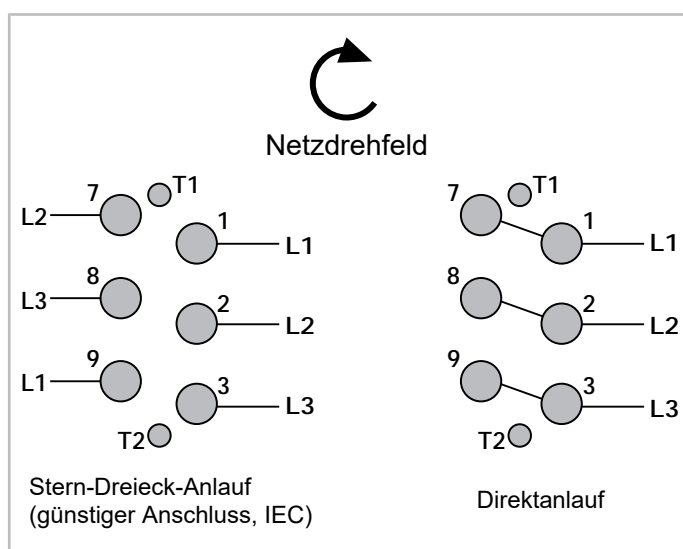 Netzdrehfeld
7 T1
L2 1 L1
8
L3 2 L2
9
L1 3 L3
T2
Stern-Dreieck-Anlauf
(günstiger Anschluss, IEC)
7 T1
1 L1
8
2 L2
9
3 L3
T2
Direktanlauf